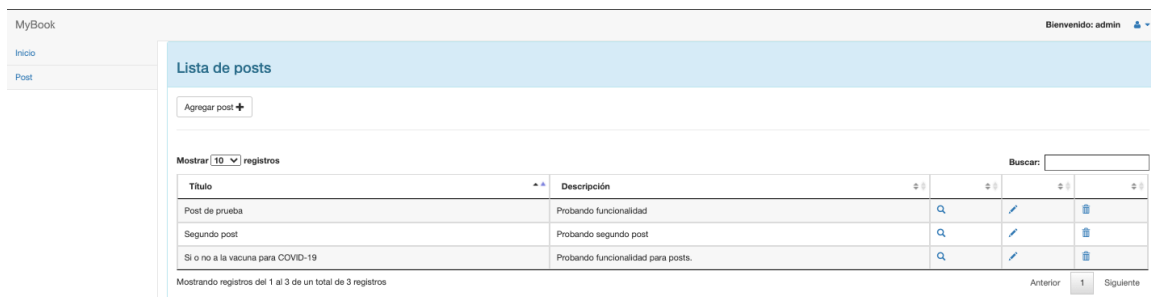 MyBook Bienvenido: admin
Inicio
Post
Lista de posts
Agregar post
Mostrar 10 registros Buscar:
Título Descripción
Post de prueba Probando funcionalidad
Segundo post Probando segundo post
Si o no a la vacuna para COVID-19 Probando funcionalidad para posts.
Mostrando registros del 1 al 3 de un total de 3 registros Anterior 1 Siguiente